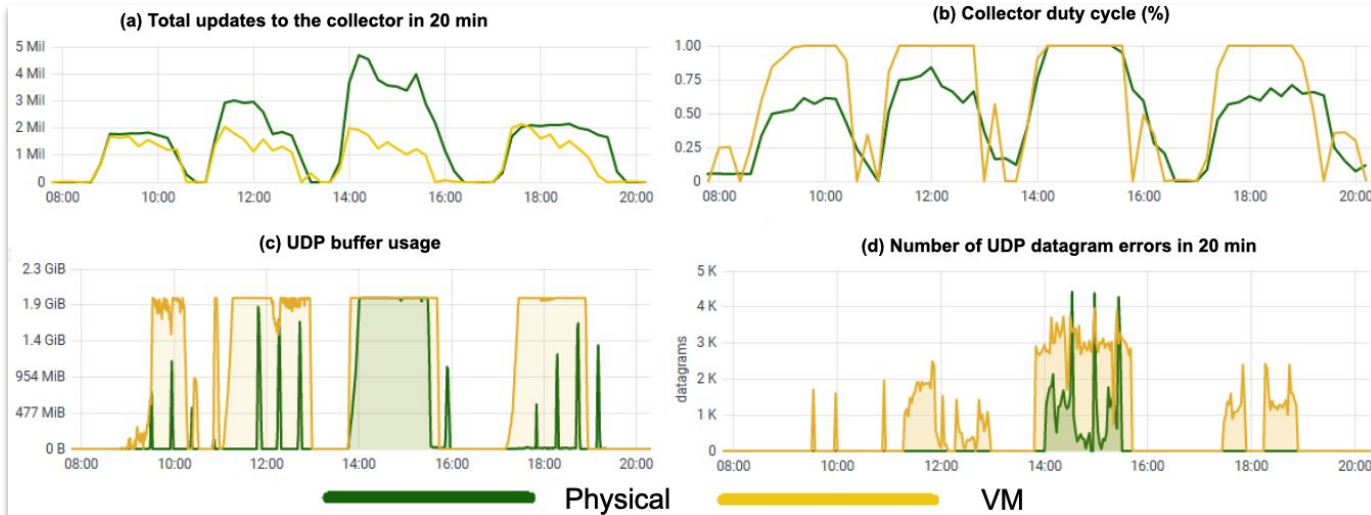 (a) Total updates to the collector in 20 min
5 Mil
4 Mil
3 Mil
2 Mil
1 Mil
0
08:00 10:00 12:00 14:00 16:00 18:00 20:00
(b) Collector duty cycle (%)
1.00
0.75
0.50
0.25
0
08:00 10:00 12:00 14:00 16:00 18:00 20:00
(c) UDP buffer usage
2.3 GiB
1.9 GiB
1.4 GiB
954 MiB
477 MiB
0 B
08:00 10:00 12:00 14:00 16:00 18:00 20:00
(d) Number of UDP datagram errors in 20 min
datagrams
5 K
4 K
3 K
2 K
1 K
0
08:00 10:00 12:00 14:00 16:00 18:00 20:00
Physical VM